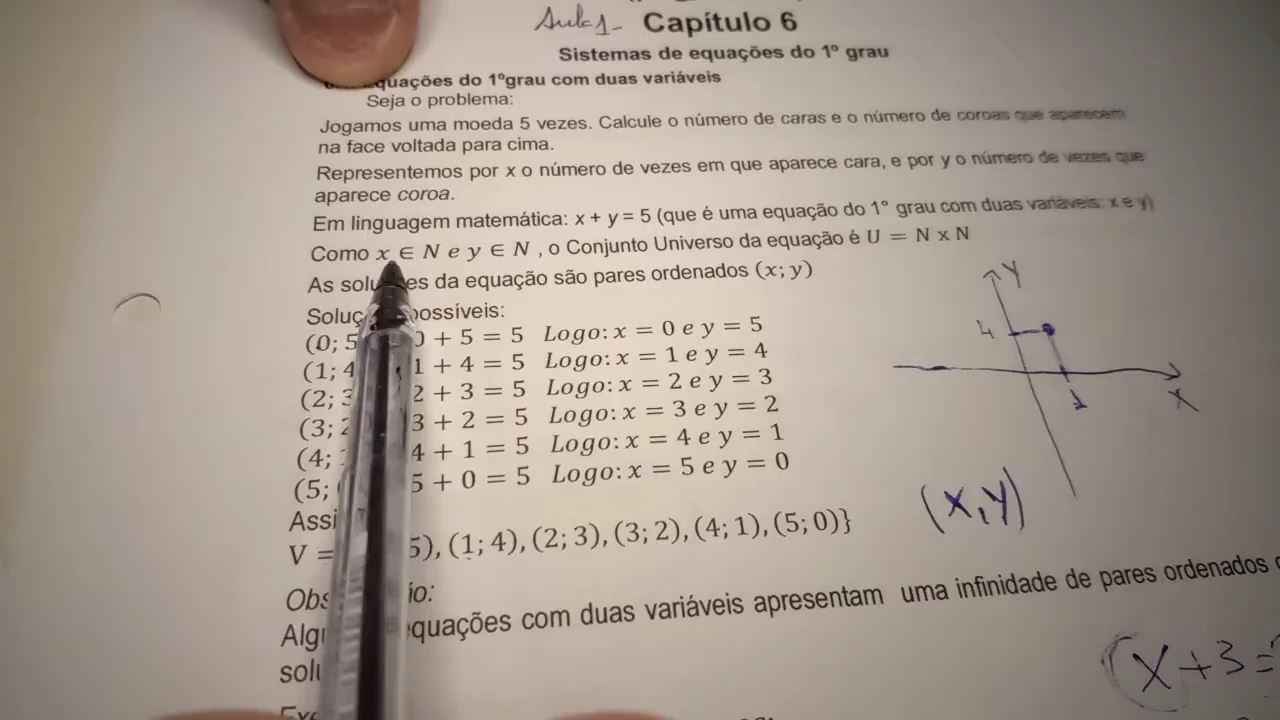 Aula 1- Capítulo 6
Sistemas de equações do 1º grau
quações do 1ºgrau com duas variáveis
Seja o problema:
Jogamos uma moeda 5 vezes. Calcule o número de caras e o número de coroas que aparecem
na face voltada para cima.
Representemos por x o número de vezes em que aparece cara, e por y o número de vezes que
aparece coroa.
Em linguagem matemática: x + y = 5 (que é uma equação do 1° grau com duas variáveis: x e y)
Como x ∈ N e y ∈ N , o Conjunto Universo da equação é U = N x N
As solu es da equação são pares ordenados (x; y)
Soluç possíveis:
(0; 5 0 + 5 = 5 Logo: x = 0 e y = 5
(1; 4 1 + 4 = 5 Logo: x = 1 e y = 4
(2; 3 2 + 3 = 5 Logo: x = 2 e y = 3
(3; 2 3 + 2 = 5 Logo: x = 3 e y = 2
(4; 4 + 1 = 5 Logo: x = 4 e y = 1
(5; 5 + 0 = 5 Logo: x = 5 e y = 0
Assi
V = 5), (1; 4), (2; 3), (3; 2), (4; 1), (5; 0)}
Obs ão:
Alg equações com duas variáveis apresentam uma infinidade de pares ordenados
sol
Y
4
1
X
(X,Y)
(X+3=